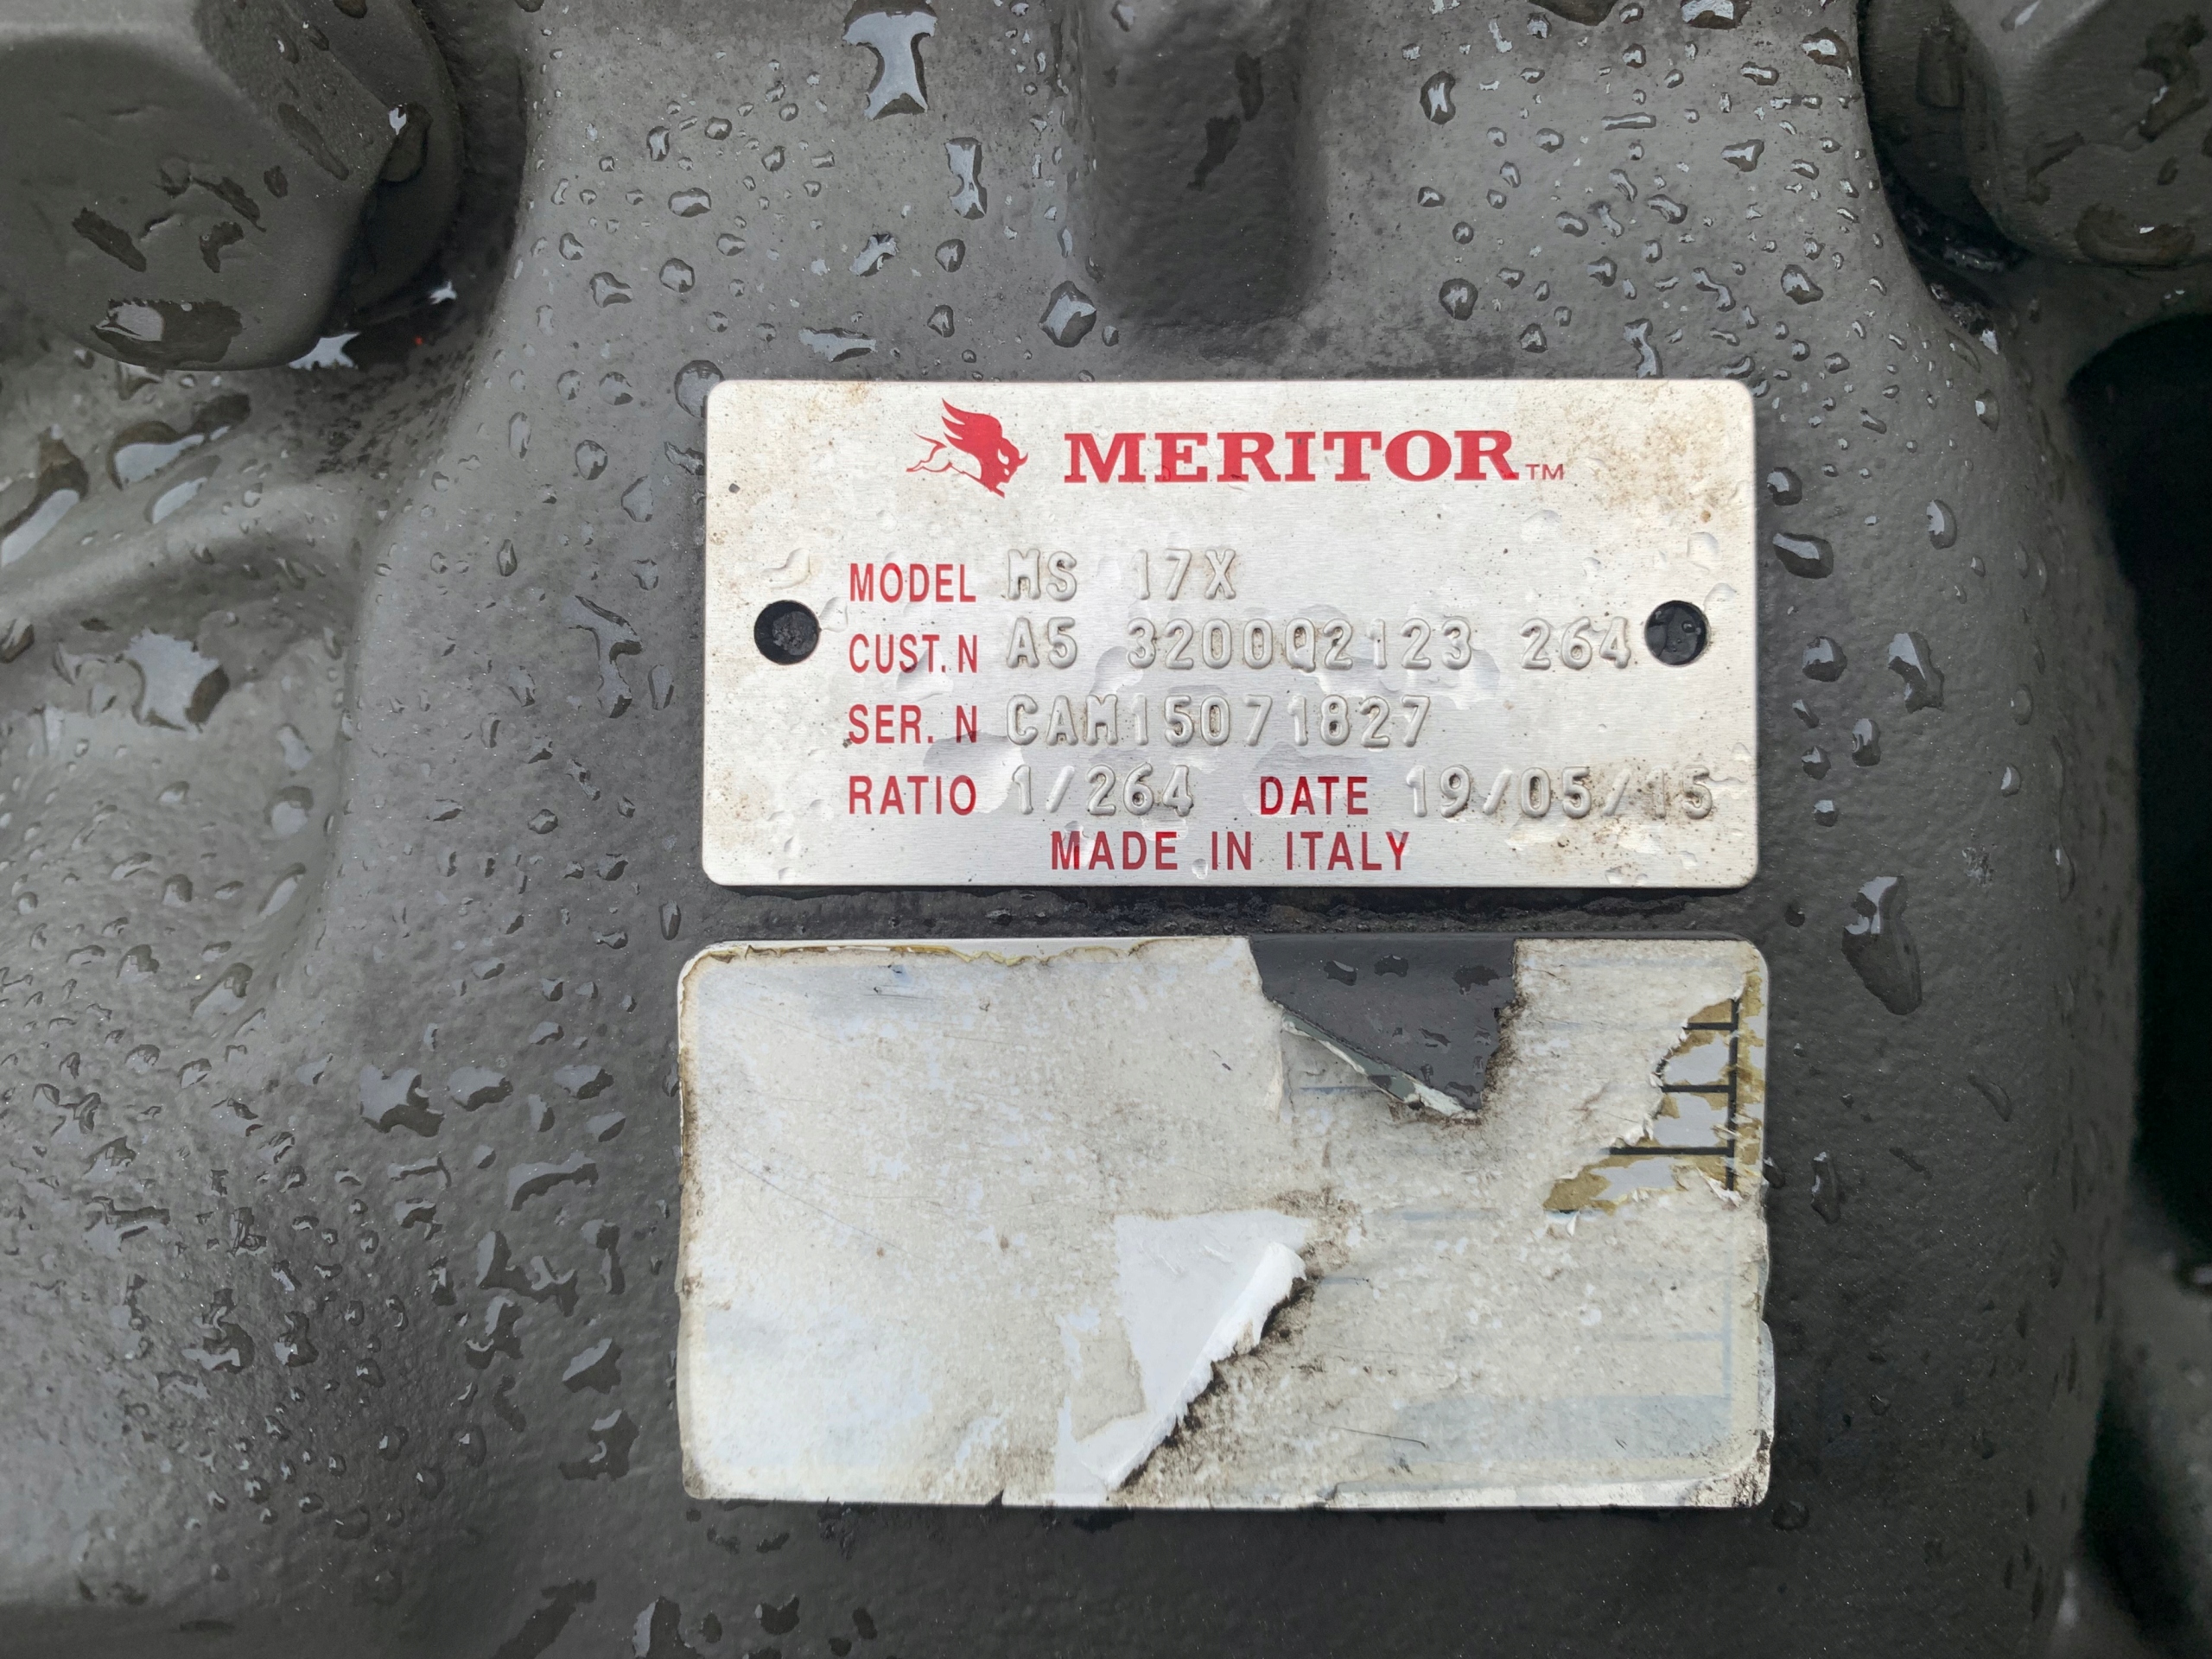 MERITOR™
MODEL MS 17X
CUST. N A5 3200Q2123 264
SER. N CAM15071827
RATIO 1/264 DATE 19/05/15
MADE IN ITALY